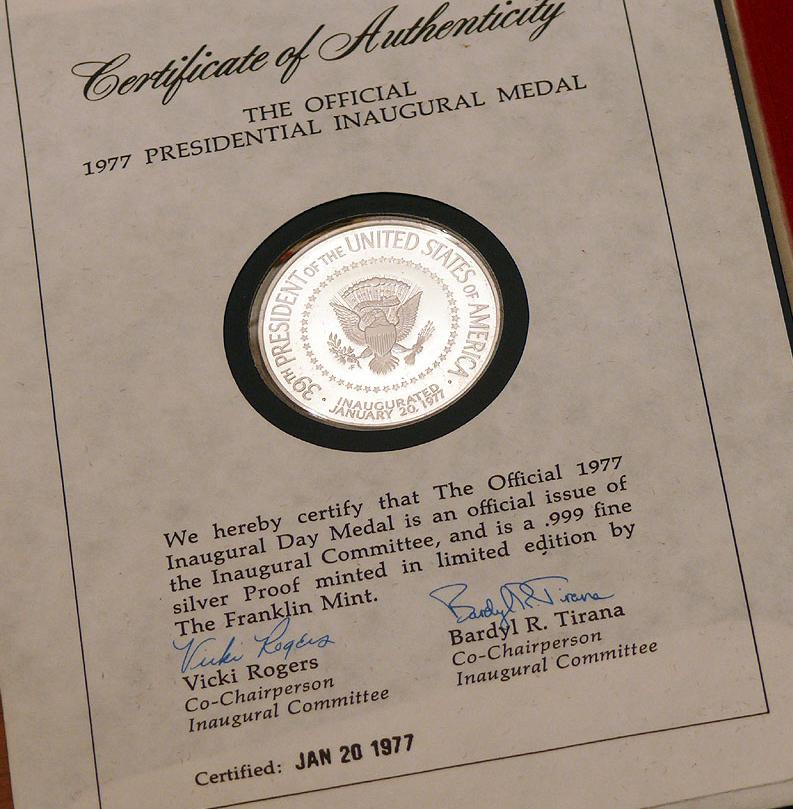 Certificate of Authenticity
THE OFFICIAL
1977 PRESIDENTIAL INAUGURAL MEDAL
39TH PRESIDENT OF THE UNITED STATES OF AMERICA
INAUGURATED
JANUARY 20, 1977
We hereby certify that The Official 1977
Inaugural Day Medal is an official issue of
the Inaugural Committee, and is a .999 fine
silver Proof minted in limited edition by
The Franklin Mint.
Vicki Rogers
Vicki Rogers
Co-Chairperson
Inaugural Committee
Bardyl R. Tirana
Bardyl R. Tirana
Co-Chairperson
Inaugural Committee
Certified: JAN 20 1977